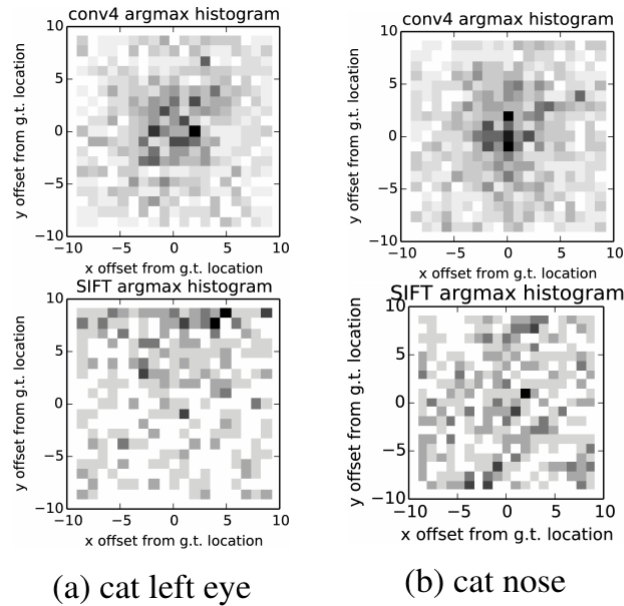 conv4 argmax histogram
10
5
0
−5
−10
−10 −5 0 5 10
y offset from g.t. location
x offset from g.t. location
SIFT argmax histogram
10
5
0
−5
−10
−10 −5 0 5 10
y offset from g.t. location
x offset from g.t. location
(a) cat left eye
conv4 argmax histogram
10
5
0
−5
−10
−10 −5 0 5 10
y offset from g.t. location
x offset from g.t. location
SIFT argmax histogram
10
5
0
−5
−10
−10 −5 0 5 10
y offset from g.t. location
x offset from g.t. location
(b) cat nose